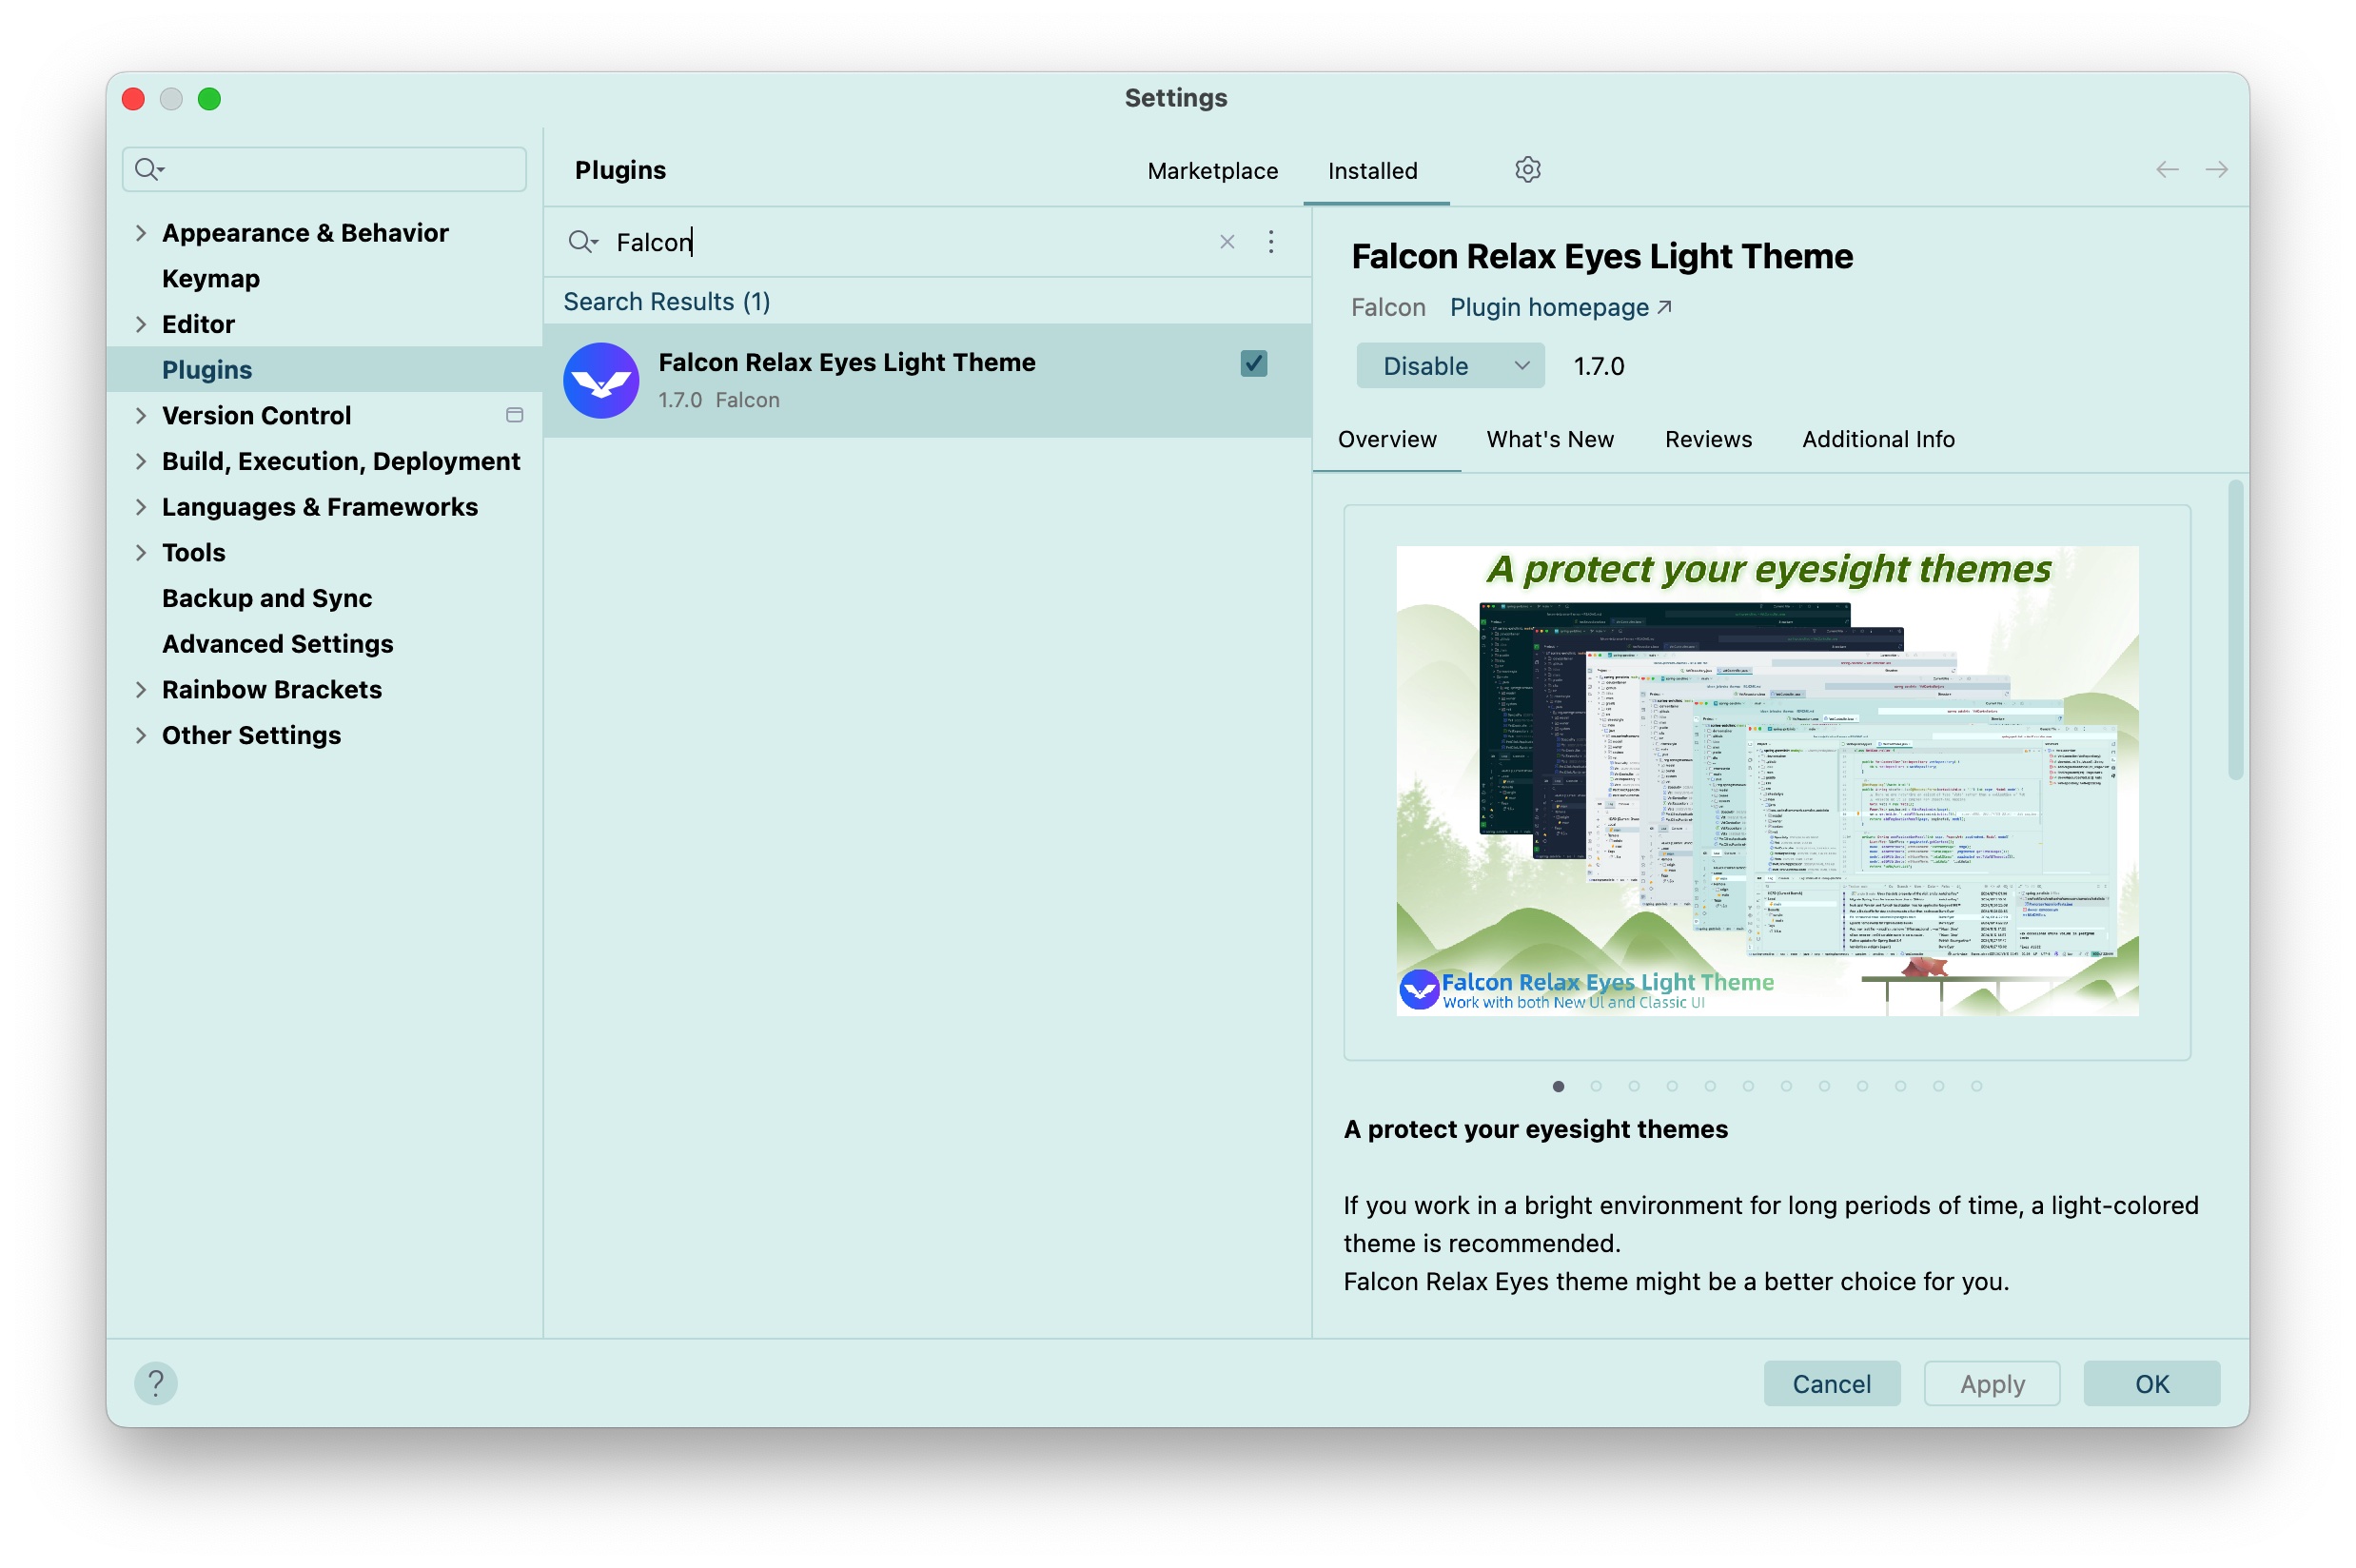 Settings
Plugins
Marketplace
Installed
Appearance & Behavior
Keymap
Editor
Plugins
Version Control
Build, Execution, Deployment
Languages & Frameworks
Tools
Backup and Sync
Advanced Settings
Rainbow Brackets
Other Settings
Falcon
Search Results (1)
Falcon Relax Eyes Light Theme
1.7.0 Falcon
Falcon Relax Eyes Light Theme
Falcon Plugin homepage ↗
Disable 1.7.0
Overview
What's New
Reviews
Additional Info
A protect your eyesight themes
Falcon Relax Eyes Light Theme
Work with both New UI and Classic UI
A protect your eyesight themes
If you work in a bright environment for long periods of time, a light-colored
theme is recommended.
Falcon Relax Eyes theme might be a better choice for you.
?
Cancel
Apply
OK